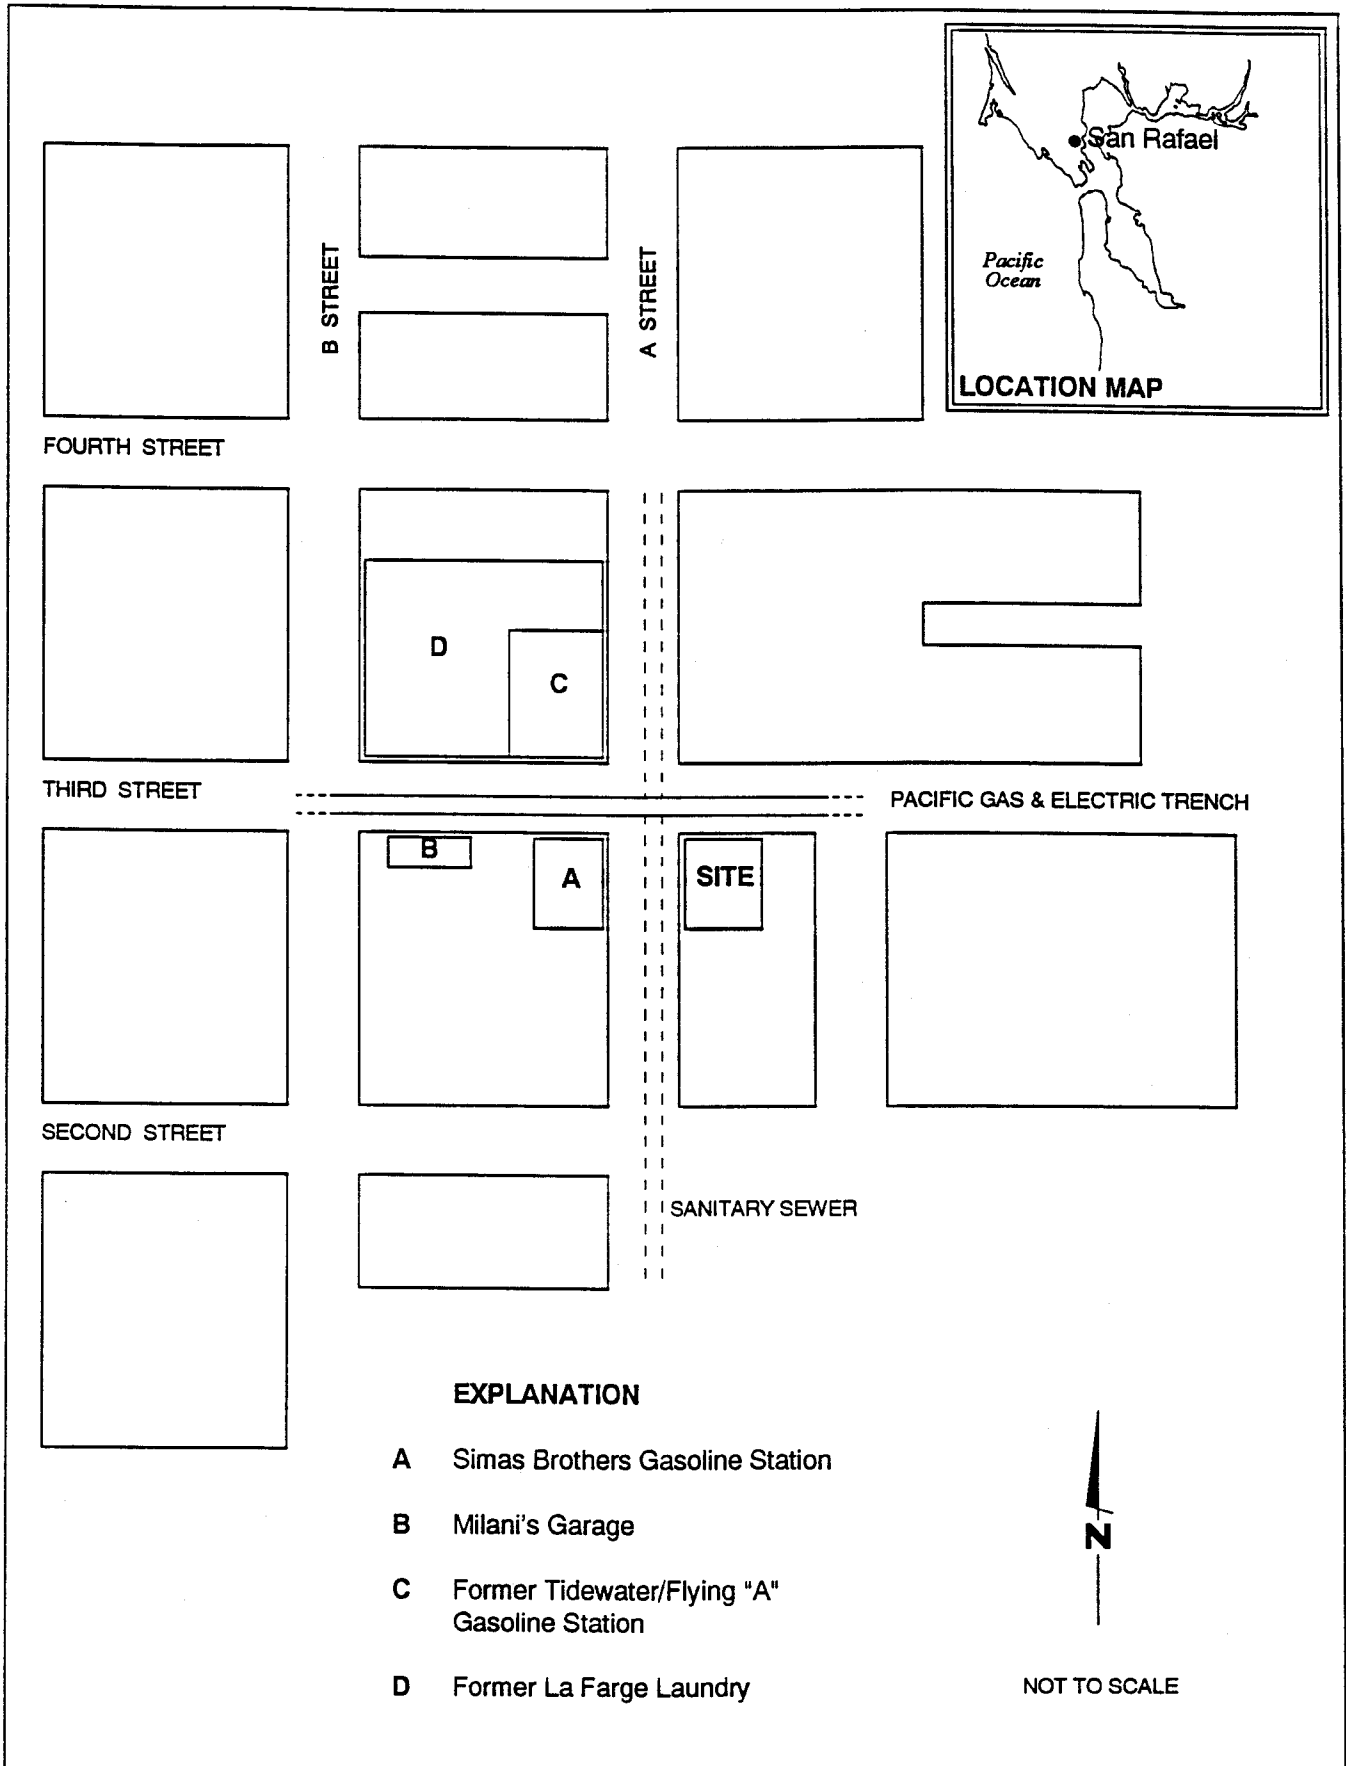 San Rafael
Pacific
Ocean
LOCATION MAP
B STREET
A STREET
FOURTH STREET
D
C
THIRD STREET
PACIFIC GAS & ELECTRIC TRENCH
B
A
SITE
SECOND STREET
SANITARY SEWER
EXPLANATION
A Simas Brothers Gasoline Station
B Milani's Garage
C Former Tidewater/Flying "A"
Gasoline Station
D Former La Farge Laundry
N
NOT TO SCALE